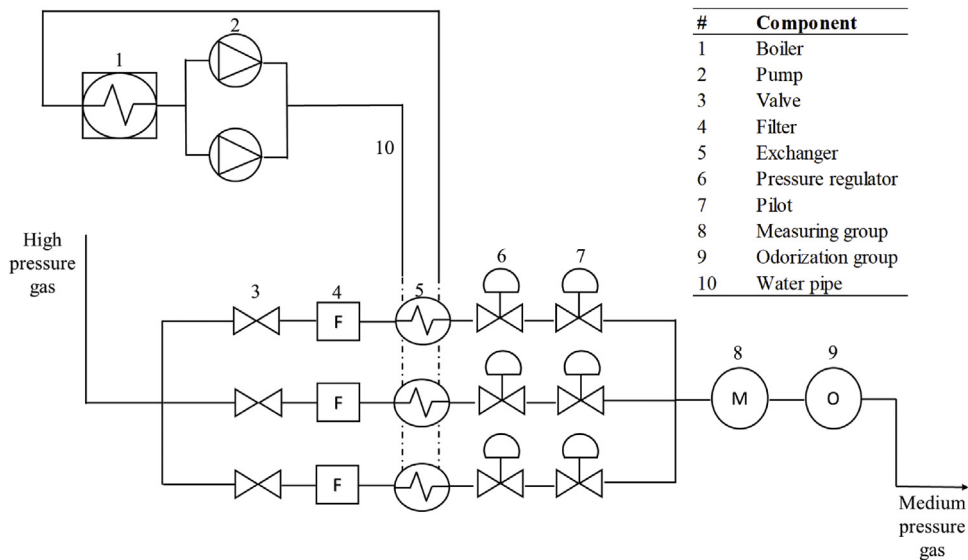 # Component
1 Boiler
2 Pump
3 Valve
4 Filter
5 Exchanger
6 Pressure regulator
7 Pilot
8 Measuring group
9 Odorization group
10 Water pipe
2
1
10
High
pressure
gas
3
4
5
6
7
F
F
F
8
9
M
O
Medium
pressure
gas